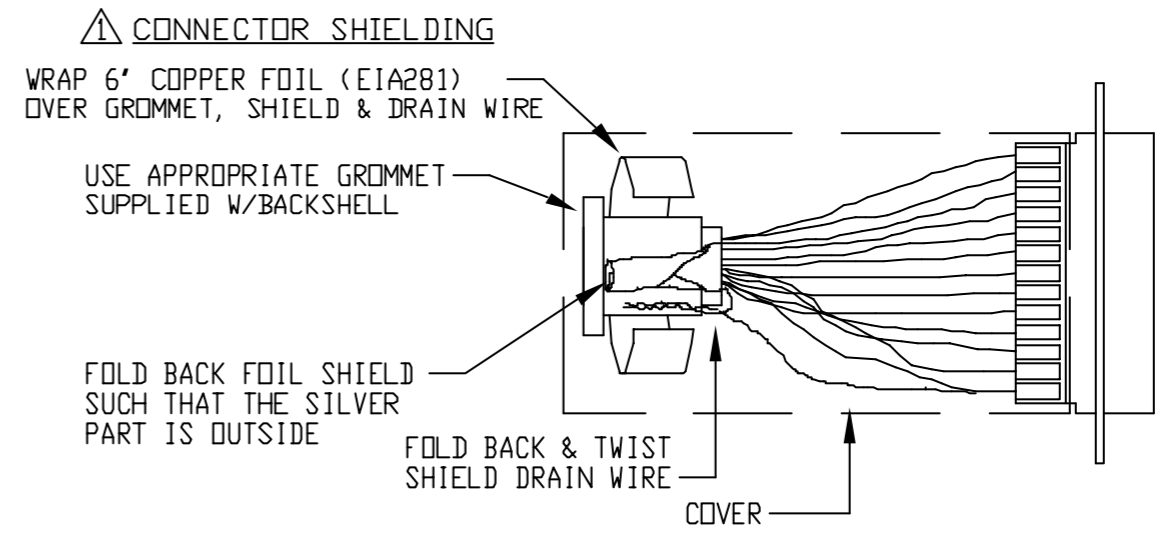 1 CONNECTOR SHIELDING
WRAP 6' COPPER FOIL (EIA281)
OVER GROMMET, SHIELD & DRAIN WIRE
USE APPROPRIATE GROMMET
SUPPLIED W/BACKSHELL
FOLD BACK FOIL SHIELD
SUCH THAT THE SILVER
PART IS OUTSIDE
FOLD BACK & TWIST
SHIELD DRAIN WIRE
COVER